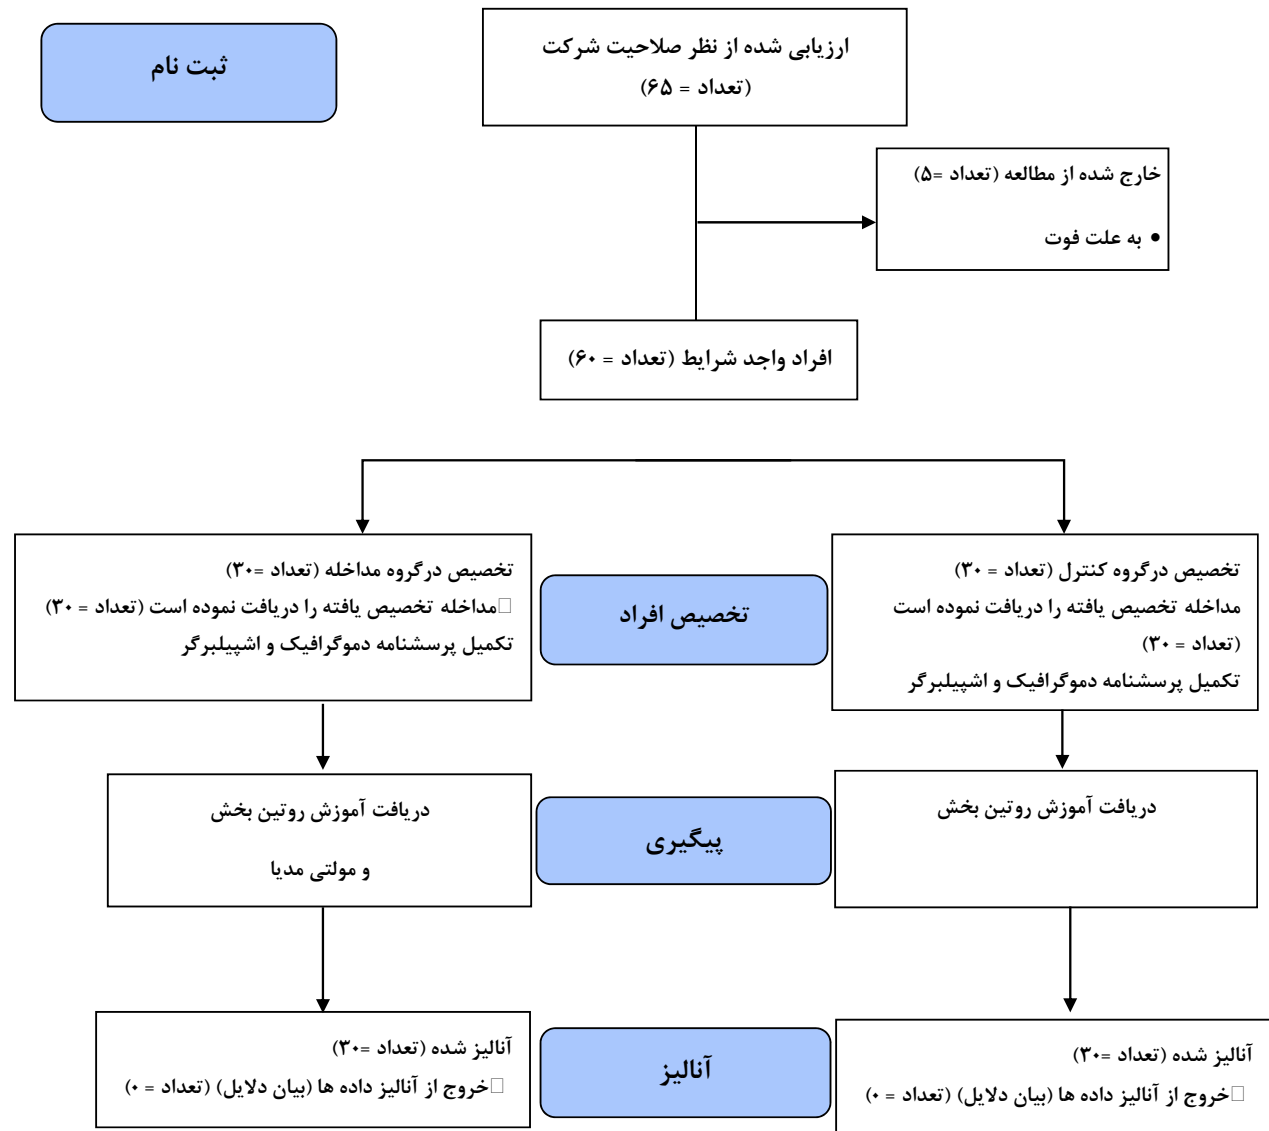 ثبت نام
ارزیابی شده از نظر صلاحیت شرکت
(تعداد = ۶۵)
خارج شده از مطالعه (تعداد =۵)
• به علت فوت
افراد واجد شرایط (تعداد = ۶۰)
تخصیص درگروه کنترل (تعداد = ۳۰)
مداخله تخصیص یافته را دریافت نموده است
(تعداد = ۳۰)
تکمیل پرسشنامه دموگرافیک و اشپیلبرگر
تخصیص افراد
تخصیص درگروه مداخله (تعداد =۳۰)
□مداخله تخصیص یافته را دریافت نموده است (تعداد = ۳۰)
تکمیل پرسشنامه دموگرافیک و اشپیلبرگر
دریافت آموزش روتین بخش
پیگیری
دریافت آموزش روتین بخش
و مولتی مدیا
آنالیز شده (تعداد =۳۰)
□خروج از آنالیز داده ها (بیان دلایل) (تعداد = ۰)
آنالیز
آنالیز شده (تعداد =۳۰)
□خروج از آنالیز داده ها (بیان دلایل) (تعداد = ۰)